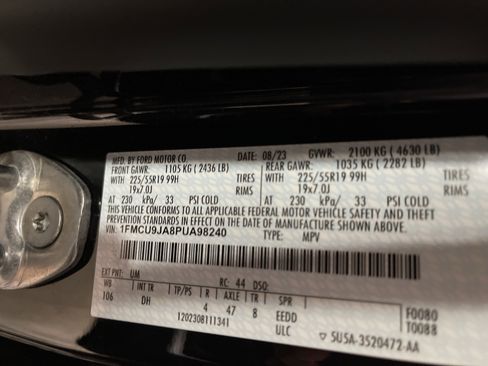 MFD. BY FORD MOTOR CO. DATE: 08/23 GVWR: 2100 KG ( 4630 LB)
FRONT GAWR: 1105 KG ( 2436 LB) REAR GAWR: 1035 KG ( 2282 LB)
WITH 225/55R19 99H TIRES WITH 225/55R19 99H TIRES
19x7.0J RIMS 19x7.0J RIMS
AT 230 kPa/ 33 PSI COLD AT 230 kPa/ 33 PSI COLD
THIS VEHICLE CONFORMS TO ALL APPLICABLE FEDERAL MOTOR VEHICLE SAFETY AND THEFT
PREVENTION STANDARDS IN EFFECT ON THE DATE OF MANUFACTURE SHOWN ABOVE.
VIN: 1FMCU9JA8PUA98240 TYPE: MPV
EXT PNT: UM RC: 44 DSO:
WB INT TR TP/PS R AXLE TR SPR
106 DH 4 47 8 EEDD F0080
1202308111341 ULC T0088
5U5A-3520472-AA